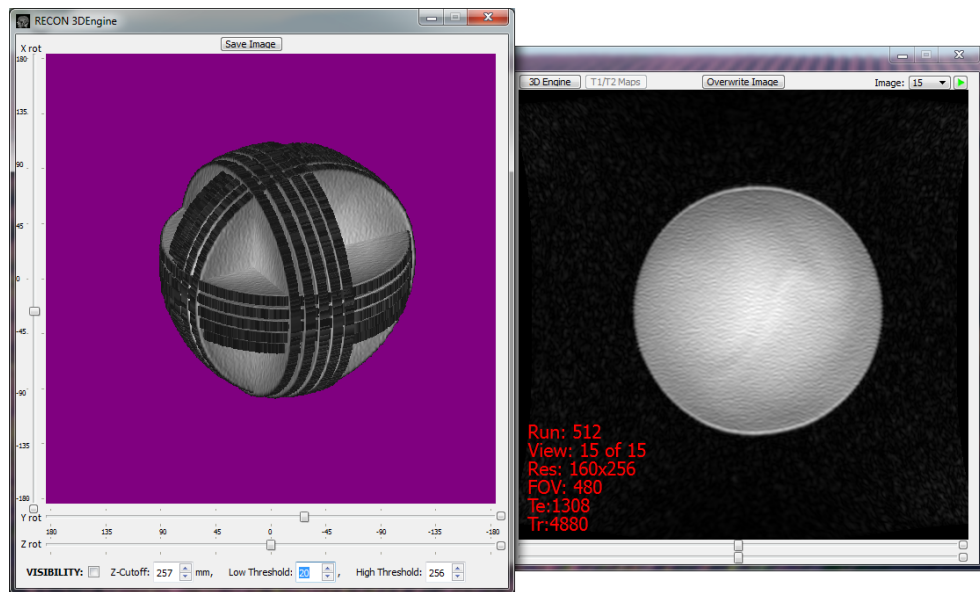 RECON 3DEngine
Save Image
X rot
180
135
90
45
0
-45
-90
-135
-180
Y rot
180
135
90
45
0
-45
-90
-135
-180
Z rot
VISIBILITY:
Z-Cutoff: 257 mm, Low Threshold: 20 , High Threshold: 256
3D Engine
T1/T2 Maps
Overwrite Image
Image: 15
Run: 512
View: 15 of 15
Res: 160x256
FOV: 480
Te:1308
Tr:4880